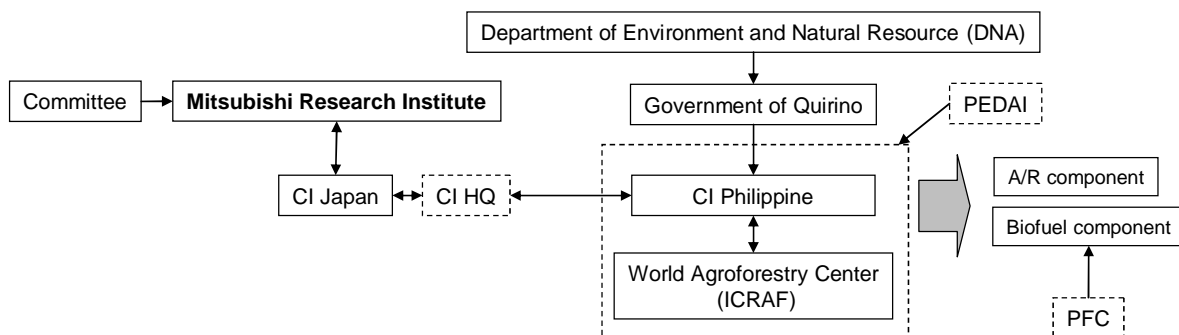 Department of Environment and Natural Resource (DNA)
Committee
Mitsubishi Research Institute
Government of Quirino
PEDAI
CI Japan
CI HQ
CI Philippine
A/R component
Biofuel component
World Agroforestry Center
(ICRAF)
PFC